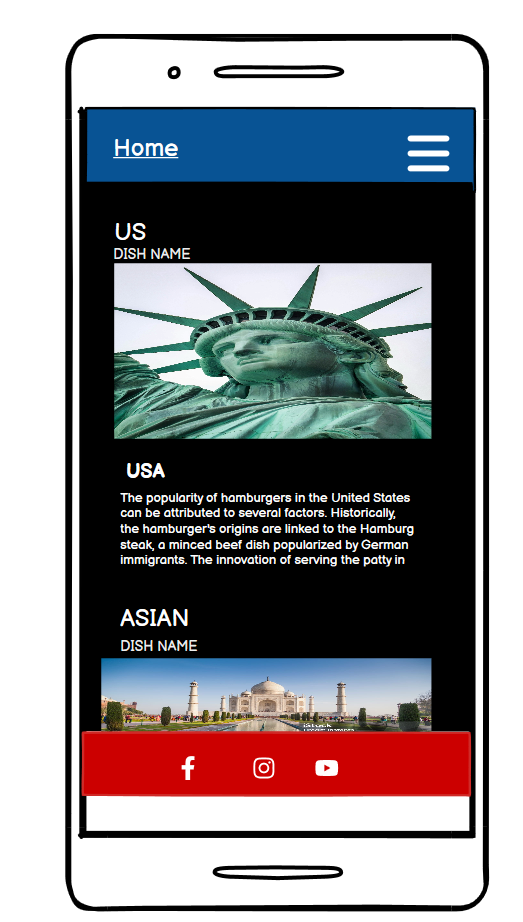 Home
US
DISH NAME
USA
The popularity of hamburgers in the United States
can be attributed to several factors. Historically,
the hamburger's origins are linked to the Hamburg
steak, a minced beef dish popularized by German
immigrants. The innovation of serving the patty in
ASIAN
DISH NAME
iStock